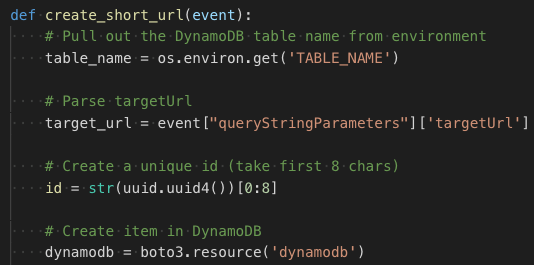 def create_short_url(event):
    # Pull out the DynamoDB table name from environment
    table_name = os.environ.get('TABLE_NAME')
    # Parse targetUrl
    target_url = event["queryStringParameters"]['targetUrl']
    # Create a unique id (take first 8 chars)
    id = str(uuid.uuid4())[0:8]
    # Create item in DynamoDB
    dynamodb = boto3.resource('dynamodb')